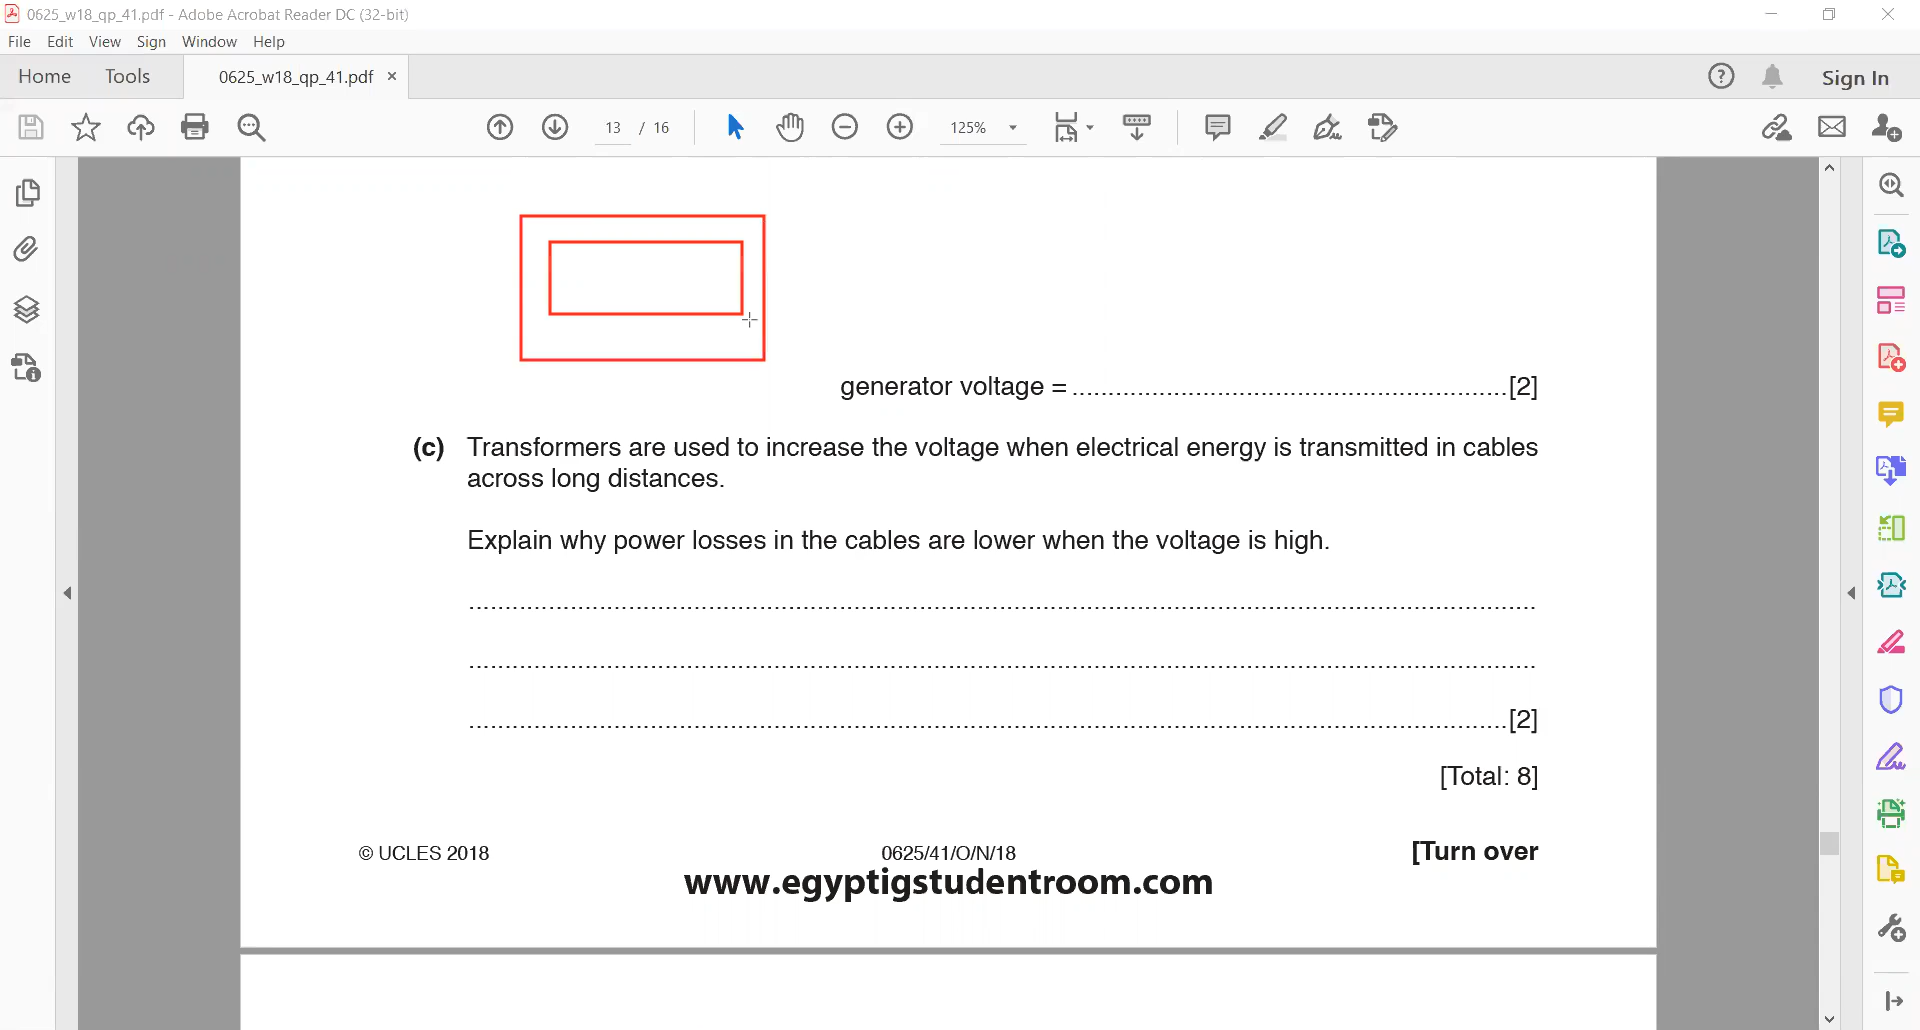 0625_w18_qp_41.pdf - Adobe Acrobat Reader DC (32-bit)
File Edit View Sign Window Help
Home Tools 0625_w18_qp_41.pdf × Sign In
13 / 16 125%
generator voltage = ............................................................[2]
(c) Transformers are used to increase the voltage when electrical energy is transmitted in cables
across long distances.
Explain why power losses in the cables are lower when the voltage is high.
...................................................................................................................................................
...................................................................................................................................................
...............................................................................................................................................[2]
[Total: 8]
© UCLES 2018 0625/41/O/N/18 [Turn over
www.egyptigstudentroom.com